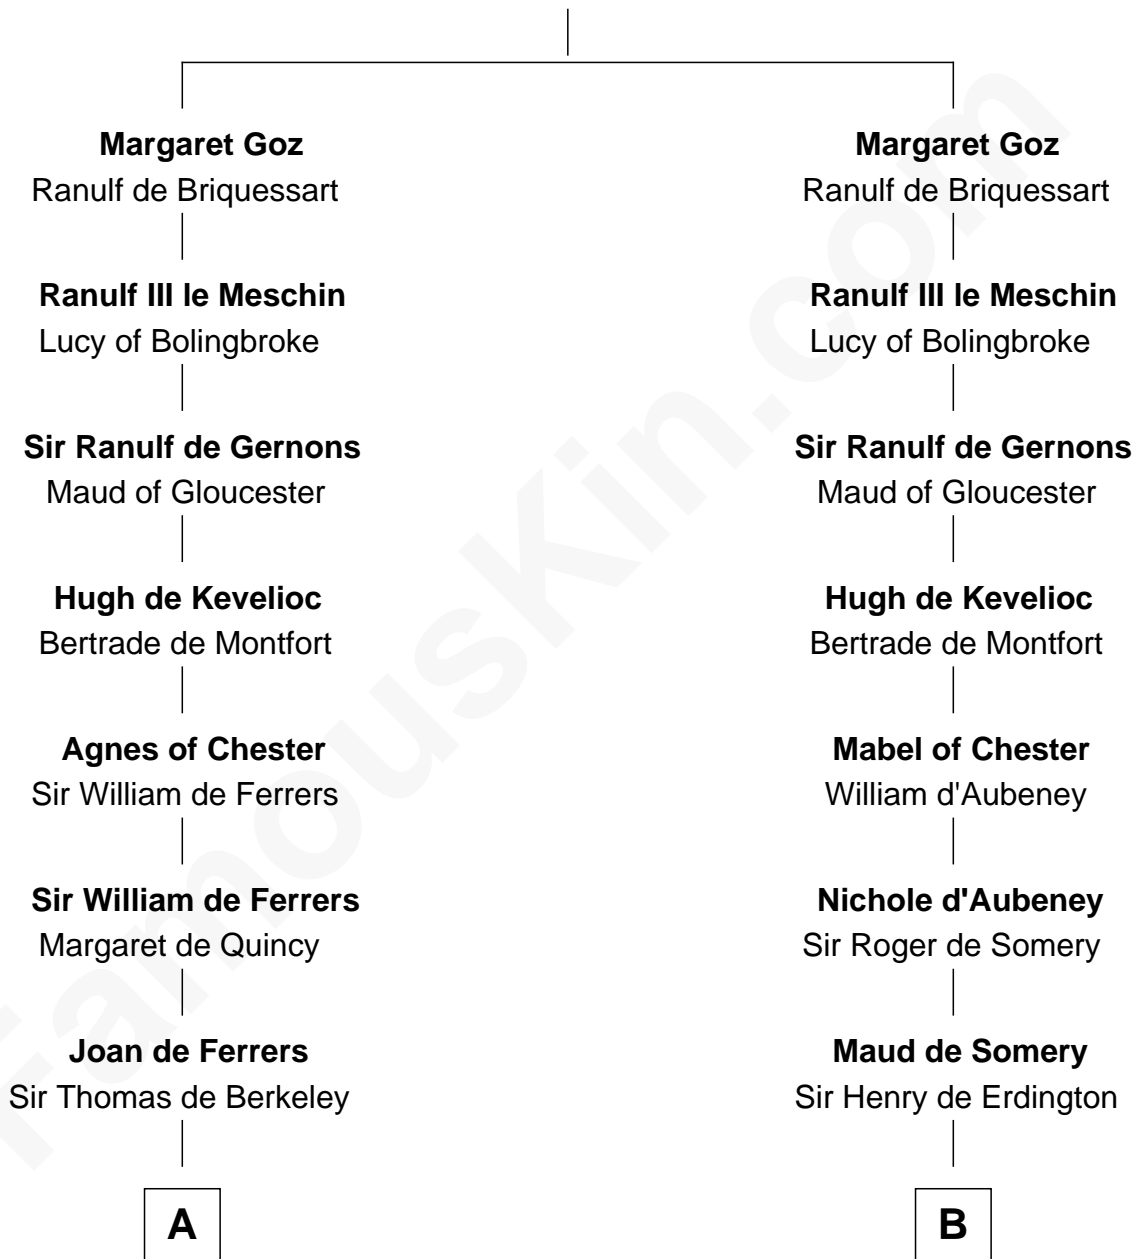 Margaret Goz
Ranulf de Briquessart
Margaret Goz
Ranulf de Briquessart
Ranulf III le Meschin
Lucy of Bolingbroke
Ranulf III le Meschin
Lucy of Bolingbroke
Sir Ranulf de Gernons
Maud of Gloucester
Sir Ranulf de Gernons
Maud of Gloucester
Hugh de Kevelioc
Bertrade de Montfort
Hugh de Kevelioc
Bertrade de Montfort
Agnes of Chester
Sir William de Ferrers
Mabel of Chester
William d'Aubeney
Sir William de Ferrers
Margaret de Quincy
Nichole d'Aubeney
Sir Roger de Somery
Joan de Ferrers
Sir Thomas de Berkeley
Maud de Somery
Sir Henry de Erdington
A
B
FamousKin.com